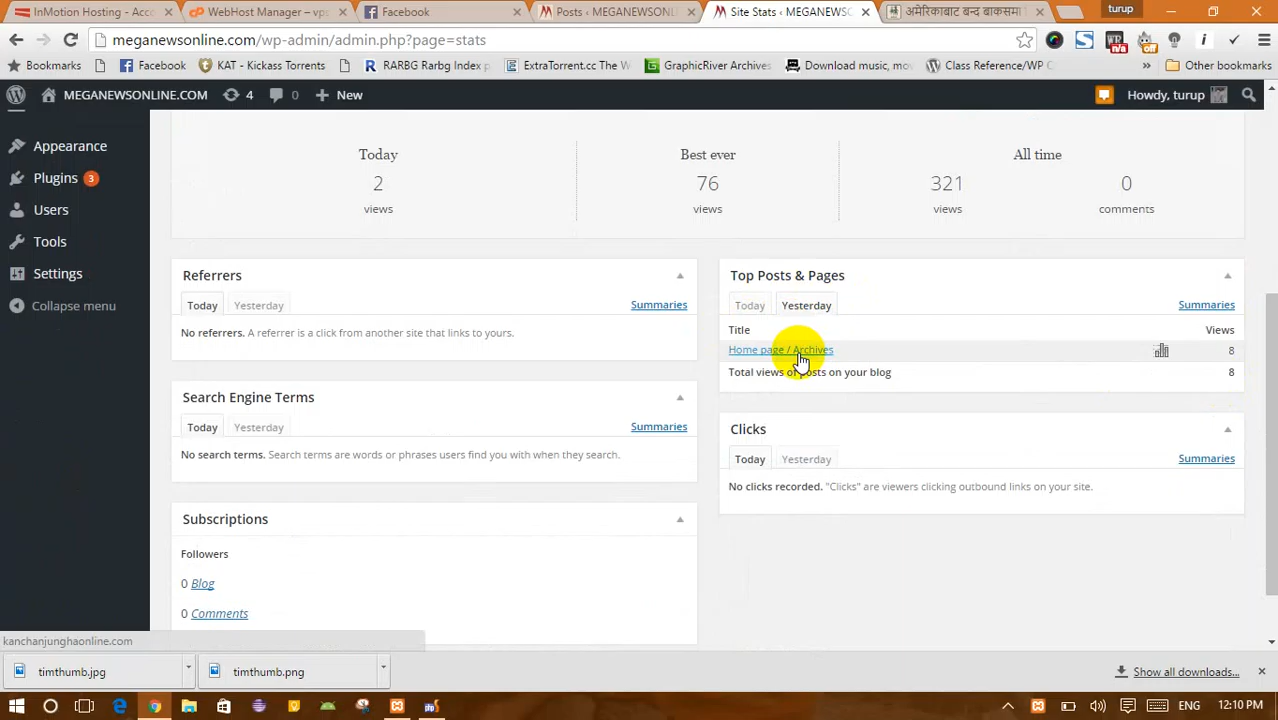 InMotion Hosting - Acco
WebHost Manager – vps
Facebook
Posts ‹ MEGANEWSONL
Site Stats ‹ MEGANEWSO
अमेरिकाबाट बन्द बाकसमा
turup
meganewsonline.com/wp-admin/admin.php?page=stats
n/a
off
Bookmarks
Facebook
KAT - Kickass Torrents
RARBG Rarbg Index p
ExtraTorrent.cc The W
GraphicRiver Archives
Download music, mo
Class Reference/WP C
»
Other bookmarks
MEGANEWSONLINE.COM
4
0
New
Howdy, turup
Appearance
Plugins 3
Users
Tools
Settings
Collapse menu
Today
Best ever
All time
2
76
321
0
views
views
views
comments
Referrers
Today
Yesterday
Summaries
No referrers. A referrer is a click from another site that links to yours.
Search Engine Terms
Today
Yesterday
Summaries
No search terms. Search terms are words or phrases users find you with when they search.
Subscriptions
Followers
0 Blog
0 Comments
Top Posts & Pages
Today
Yesterday
Summaries
Title
Views
Home page / Archives
8
Total views of posts on your blog
8
Clicks
Today
Yesterday
Summaries
No clicks recorded. "Clicks" are viewers clicking outbound links on your site.
kanchanjunghaonline.com
timthumb.jpg
timthumb.png
Show all downloads...
ENG
12:10 PM